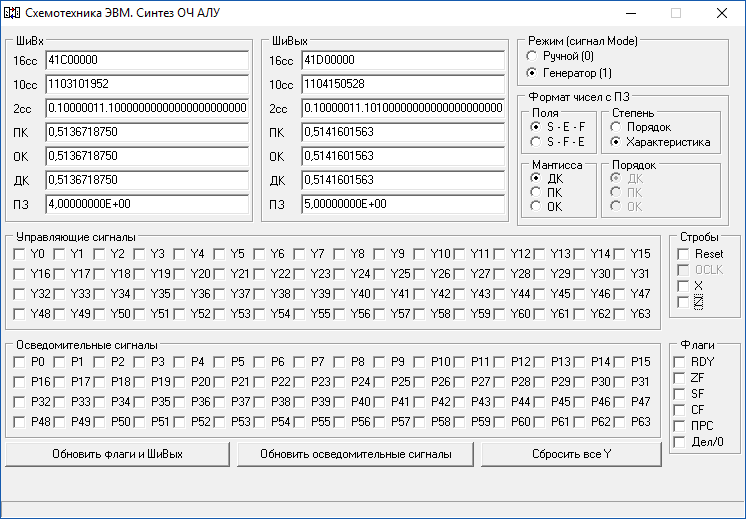 Схемотехника ЭВМ. Синтез ОЧ АЛУ
ШиВх
16сс 41C00000
10сс 1103101952
2сс 0.10000011.10000000000000000000000
ПК 0,5136718750
ОК 0,5136718750
ДК 0,5136718750
ПЗ 4,00000000E+00
ШиВых
16сс 41D00000
10сс 1104150528
2сс 0.10000011.10100000000000000000000
ПК 0,5141601563
ОК 0,5141601563
ДК 0,5141601563
ПЗ 5,00000000E+00
Режим (сигнал Mode)
Ручной (0)
Генератор (1)
Формат чисел с ПЗ
Поля
S - E - F
S - F - E
Степень
Порядок
Характеристика
Мантисса
ДК
ПК
ОК
Порядок
ДК
ПК
ОК
Управляющие сигналы
Y0 Y1 Y2 Y3 Y4 Y5 Y6 Y7 Y8 Y9 Y10 Y11 Y12 Y13 Y14 Y15
Y16 Y17 Y18 Y19 Y20 Y21 Y22 Y23 Y24 Y25 Y26 Y27 Y28 Y29 Y30 Y31
Y32 Y33 Y34 Y35 Y36 Y37 Y38 Y39 Y40 Y41 Y42 Y43 Y44 Y45 Y46 Y47
Y48 Y49 Y50 Y51 Y52 Y53 Y54 Y55 Y56 Y57 Y58 Y59 Y60 Y61 Y62 Y63
Стробы
Reset
OCLK
X
Z
Осведомительные сигналы
P0 P1 P2 P3 P4 P5 P6 P7 P8 P9 P10 P11 P12 P13 P14 P15
P16 P17 P18 P19 P20 P21 P22 P23 P24 P25 P26 P27 P28 P29 P30 P31
P32 P33 P34 P35 P36 P37 P38 P39 P40 P41 P42 P43 P44 P45 P46 P47
P48 P49 P50 P51 P52 P53 P54 P55 P56 P57 P58 P59 P60 P61 P62 P63
Флаги
RDY
ZF
SF
CF
ПРС
Дел/0
Обновить флаги и ШиВых
Обновить осведомительные сигналы
Сбросить все Y